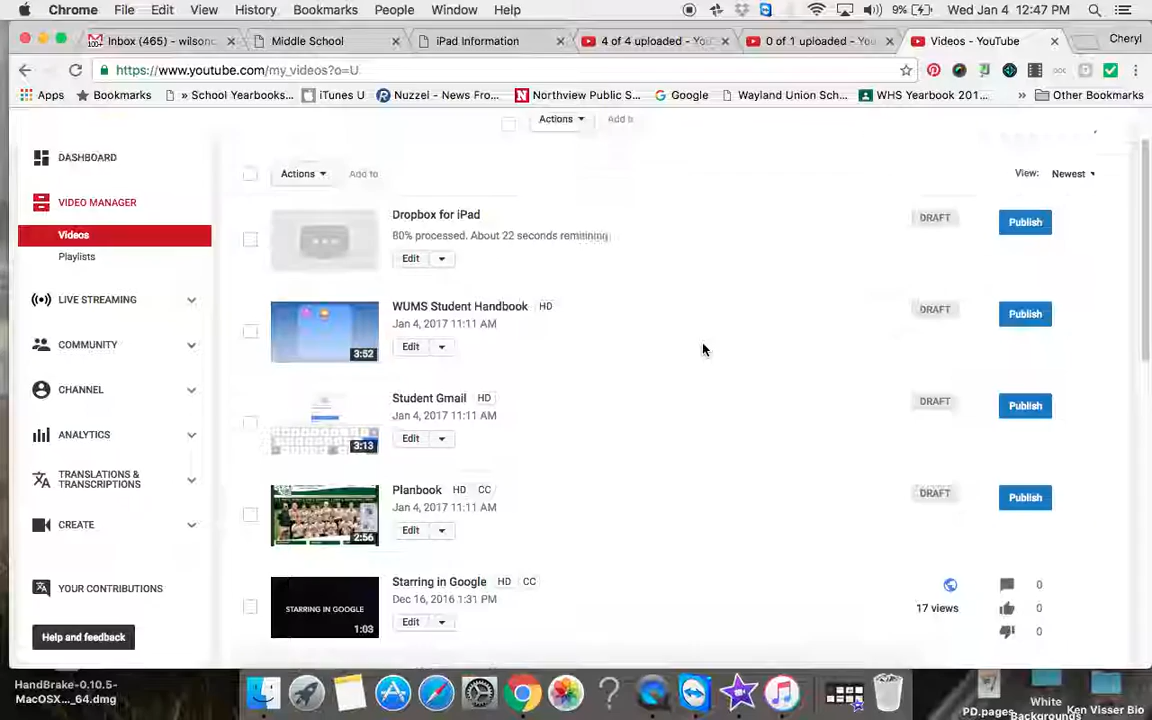 Chrome File Edit View History Bookmarks People Window Help 9% Wed Jan 4 12:47 PM
100+ Inbox (465) - wilsonc Middle School iPad Information 4 of 4 uploaded - You 0 of 1 uploaded - You Videos - YouTube Cheryl
https://www.youtube.com/my_videos?o=U
Apps Bookmarks » School Yearbooks... iTunes U Nuzzel - News Fro... Northview Public S... Google Wayland Union Sch... WHS Yearbook 201... » Other Bookmarks
Actions
Actions Add to View: Newest
DASHBOARD
VIDEO MANAGER
Videos
Playlists
LIVE STREAMING
COMMUNITY
CHANNEL
ANALYTICS
TRANSLATIONS &
TRANSCRIPTIONS
CREATE
YOUR CONTRIBUTIONS
Help and feedback
Dropbox for iPad DRAFT Publish
80% processed. About 22 seconds remaining
Edit
WUMS Student Handbook HD DRAFT Publish
Jan 4, 2017 11:11 AM
3:52 Edit
Student Gmail HD DRAFT Publish
Jan 4, 2017 11:11 AM
3:13 Edit
Planbook HD CC DRAFT Publish
Jan 4, 2017 11:11 AM
2:56 Edit
Starring in Google HD CC 0
Dec 16, 2016 1:31 PM 17 views 0
STARRING IN GOOGLE
1:03 Edit 0
HandBrake-0.10.5-
MacOSX..._64.dmg
PD.pages
White
Backgrounds
Ken Visser Bio